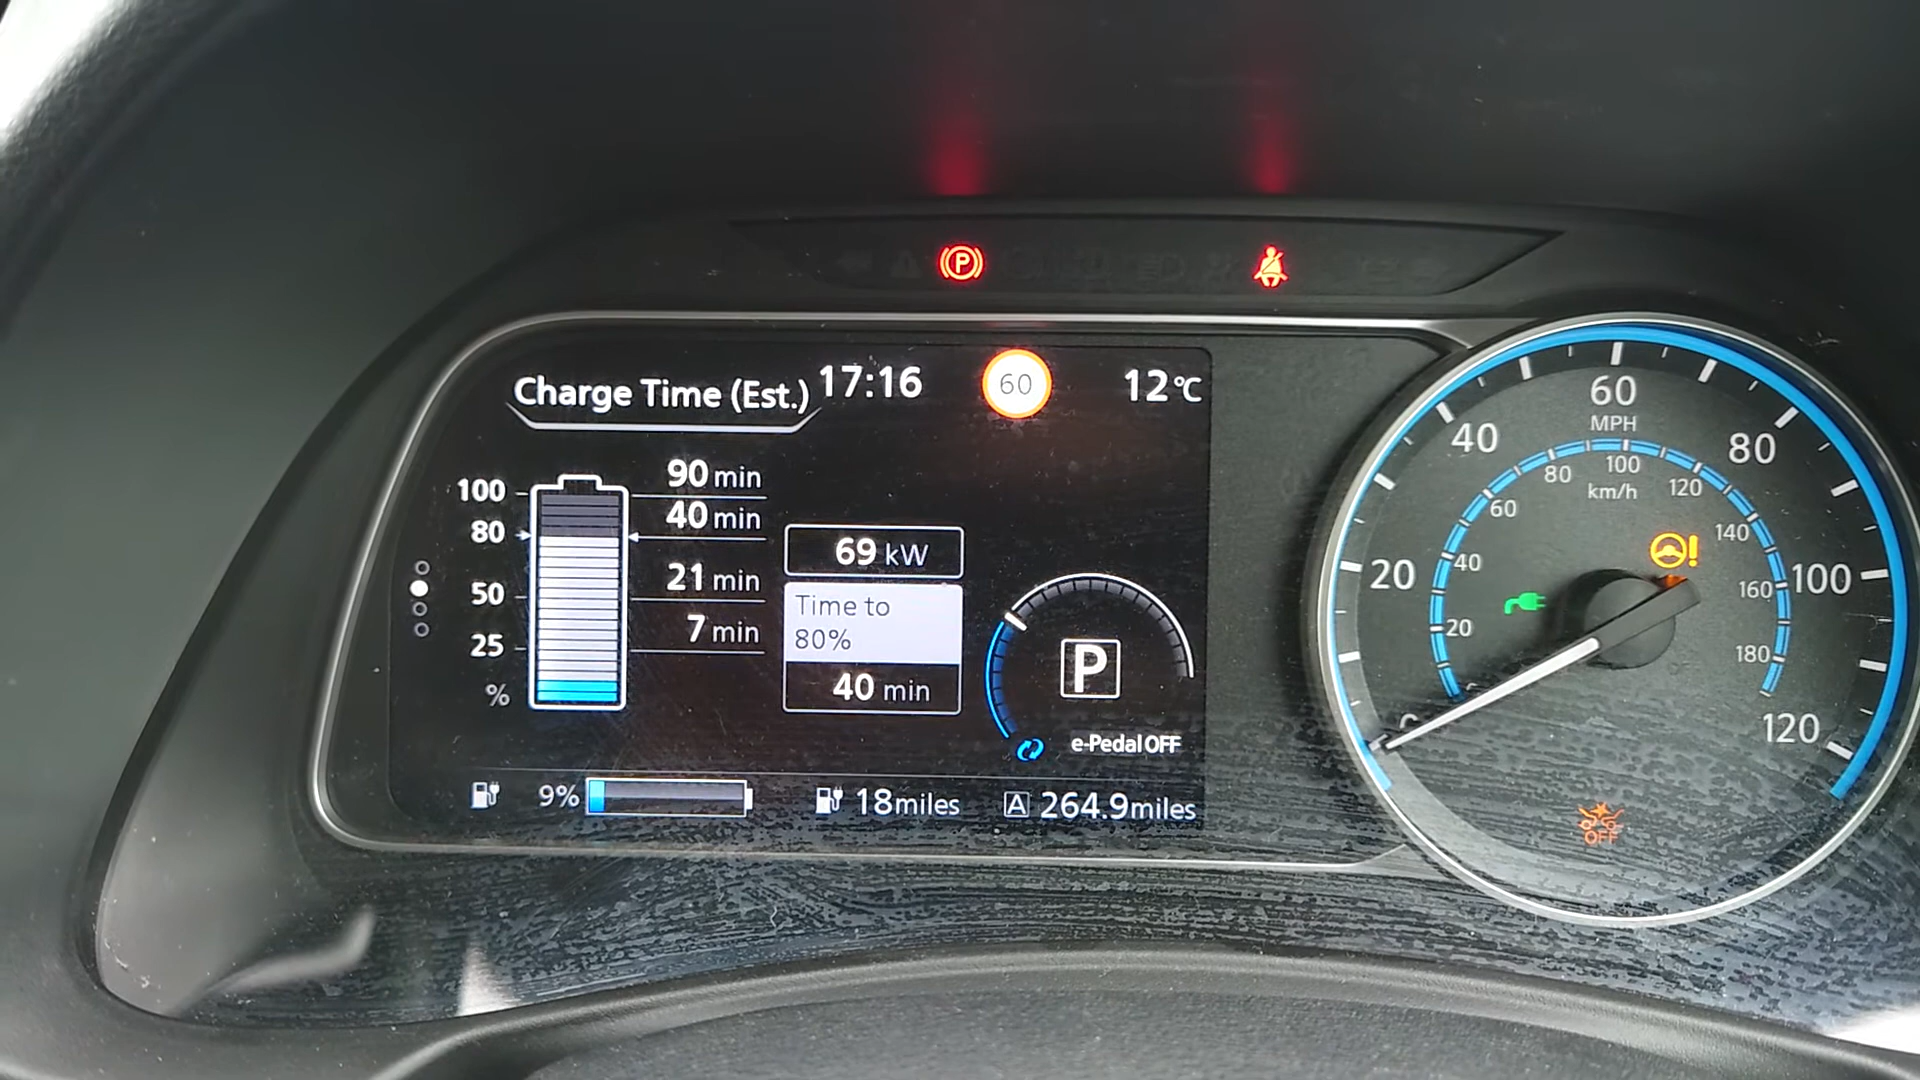 P
Charge Time (Est.) 17:16 60 12°C
90 min
100
40 min
80
69 kW
21 min
50
Time to
80%
7 min
25
40 min
%
P
e-Pedal OFF
9% 18miles A 264.9miles
0 20 40 60 80 100 120
MPH
20 40 60 80 100 120 140 160 180
km/h
!
OFF